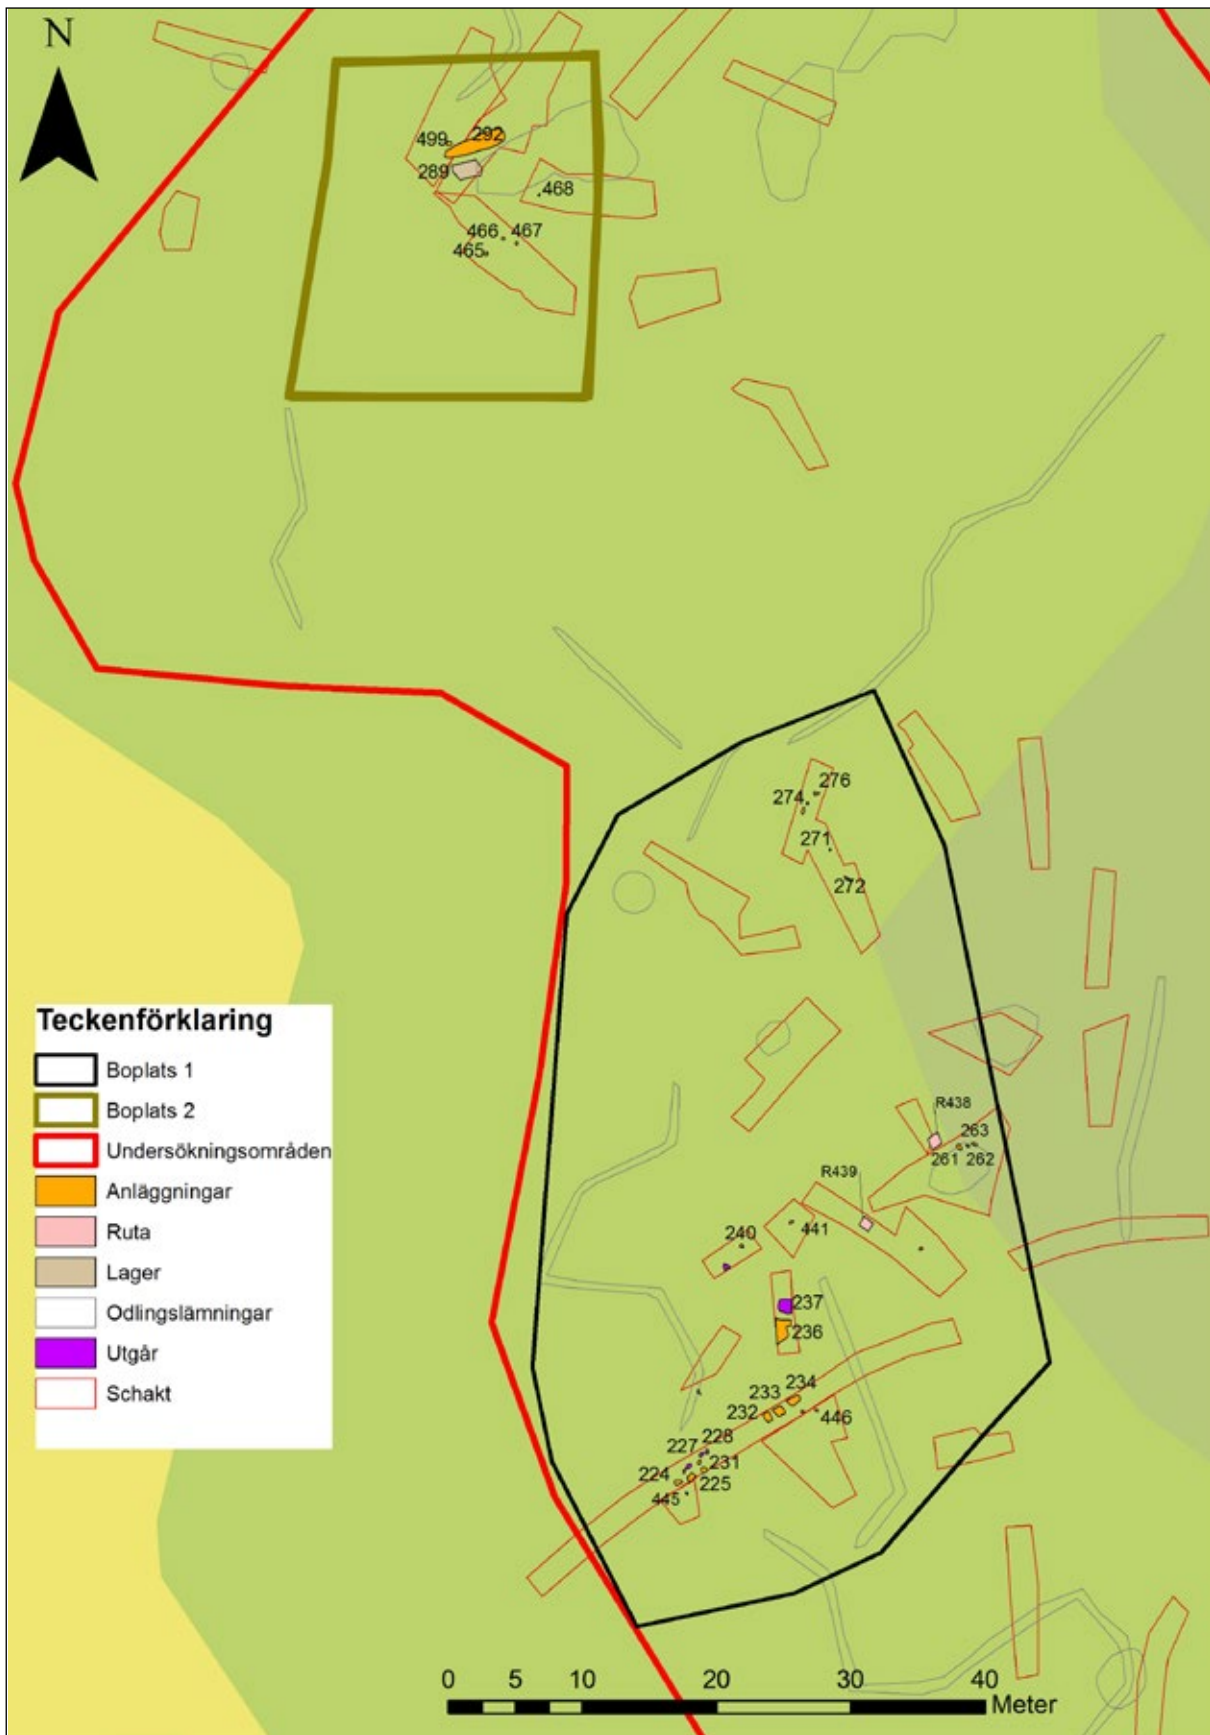 N
499
292
289
468
466
467
465
274
276
271
272
R438
263
261
262
R439
240
441
237
236
234
233
232
446
228
227
231
224
225
445
Teckenförklaring
Boplats 1
Boplats 2
Undersökningsområden
Anläggningar
Ruta
Lager
Odlingslämningar
Utgår
Schakt
0 5 10 20 30 40
Meter